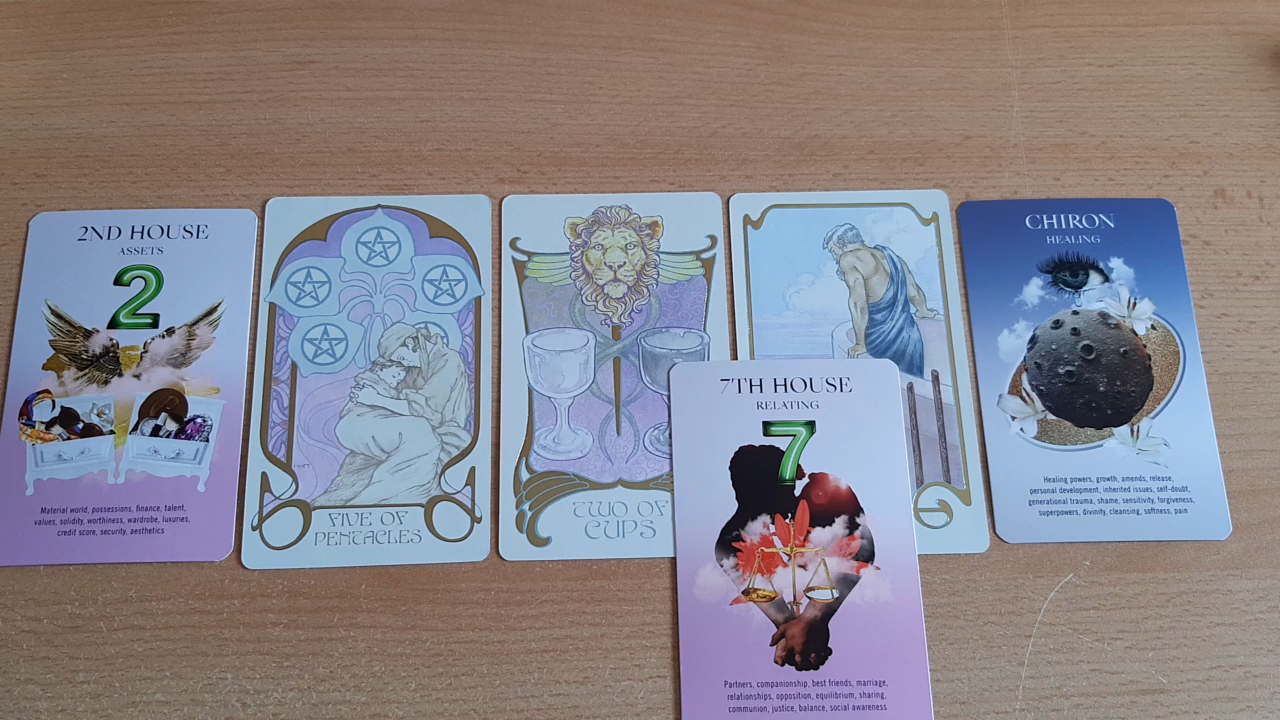 2ND HOUSE
ASSETS
2
Material world, possessions, finance, talent,
values, solidity, worthiness, wardrobe, luxuries,
credit score, security, aesthetics
FIVE OF
PENTACLES
TWO OF
CUPS
7TH HOUSE
RELATING
7
Partners, companionship, best friends, marriage,
relationships, opposition, equilibrium, sharing,
communion, justice, balance, social awareness
CHIRON
HEALING
Healing powers, growth, amends, release,
personal development, inherited issues, self-doubt,
generational trauma, shame, sensitivity, forgiveness,
superpowers, divinity, cleansing, softness, pain